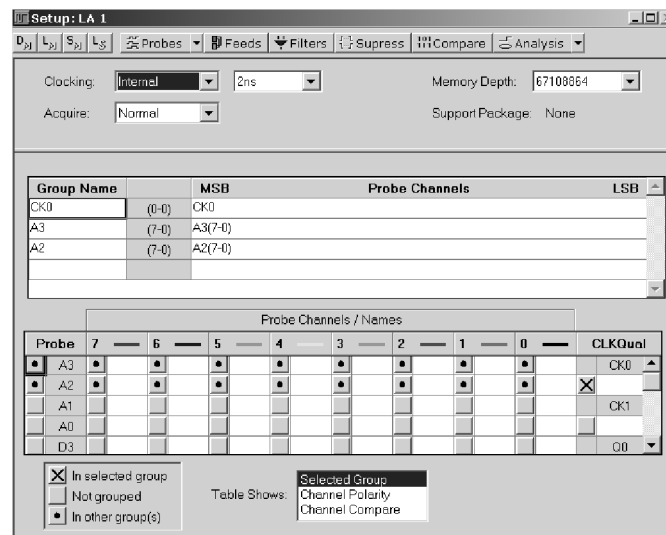 Setup: LA 1
Probes Feeds Filters Supress Compare Analysis
Clocking: Internal 2ns Memory Depth: 67108864
Acquire: Normal Support Package: None
Group Name MSB Probe Channels LSB
CK0 (0-0) CK0
A3 (7-0) A3(7-0)
A2 (7-0) A2(7-0)
Probe Channels / Names
Probe 7 6 5 4 3 2 1 0 CLKQual
A3 CK0
A2
A1 CK1
A0
D3 Q0
In selected group
Not grouped
In other group(s)
Table Shows: Selected Group
Channel Polarity
Channel Compare